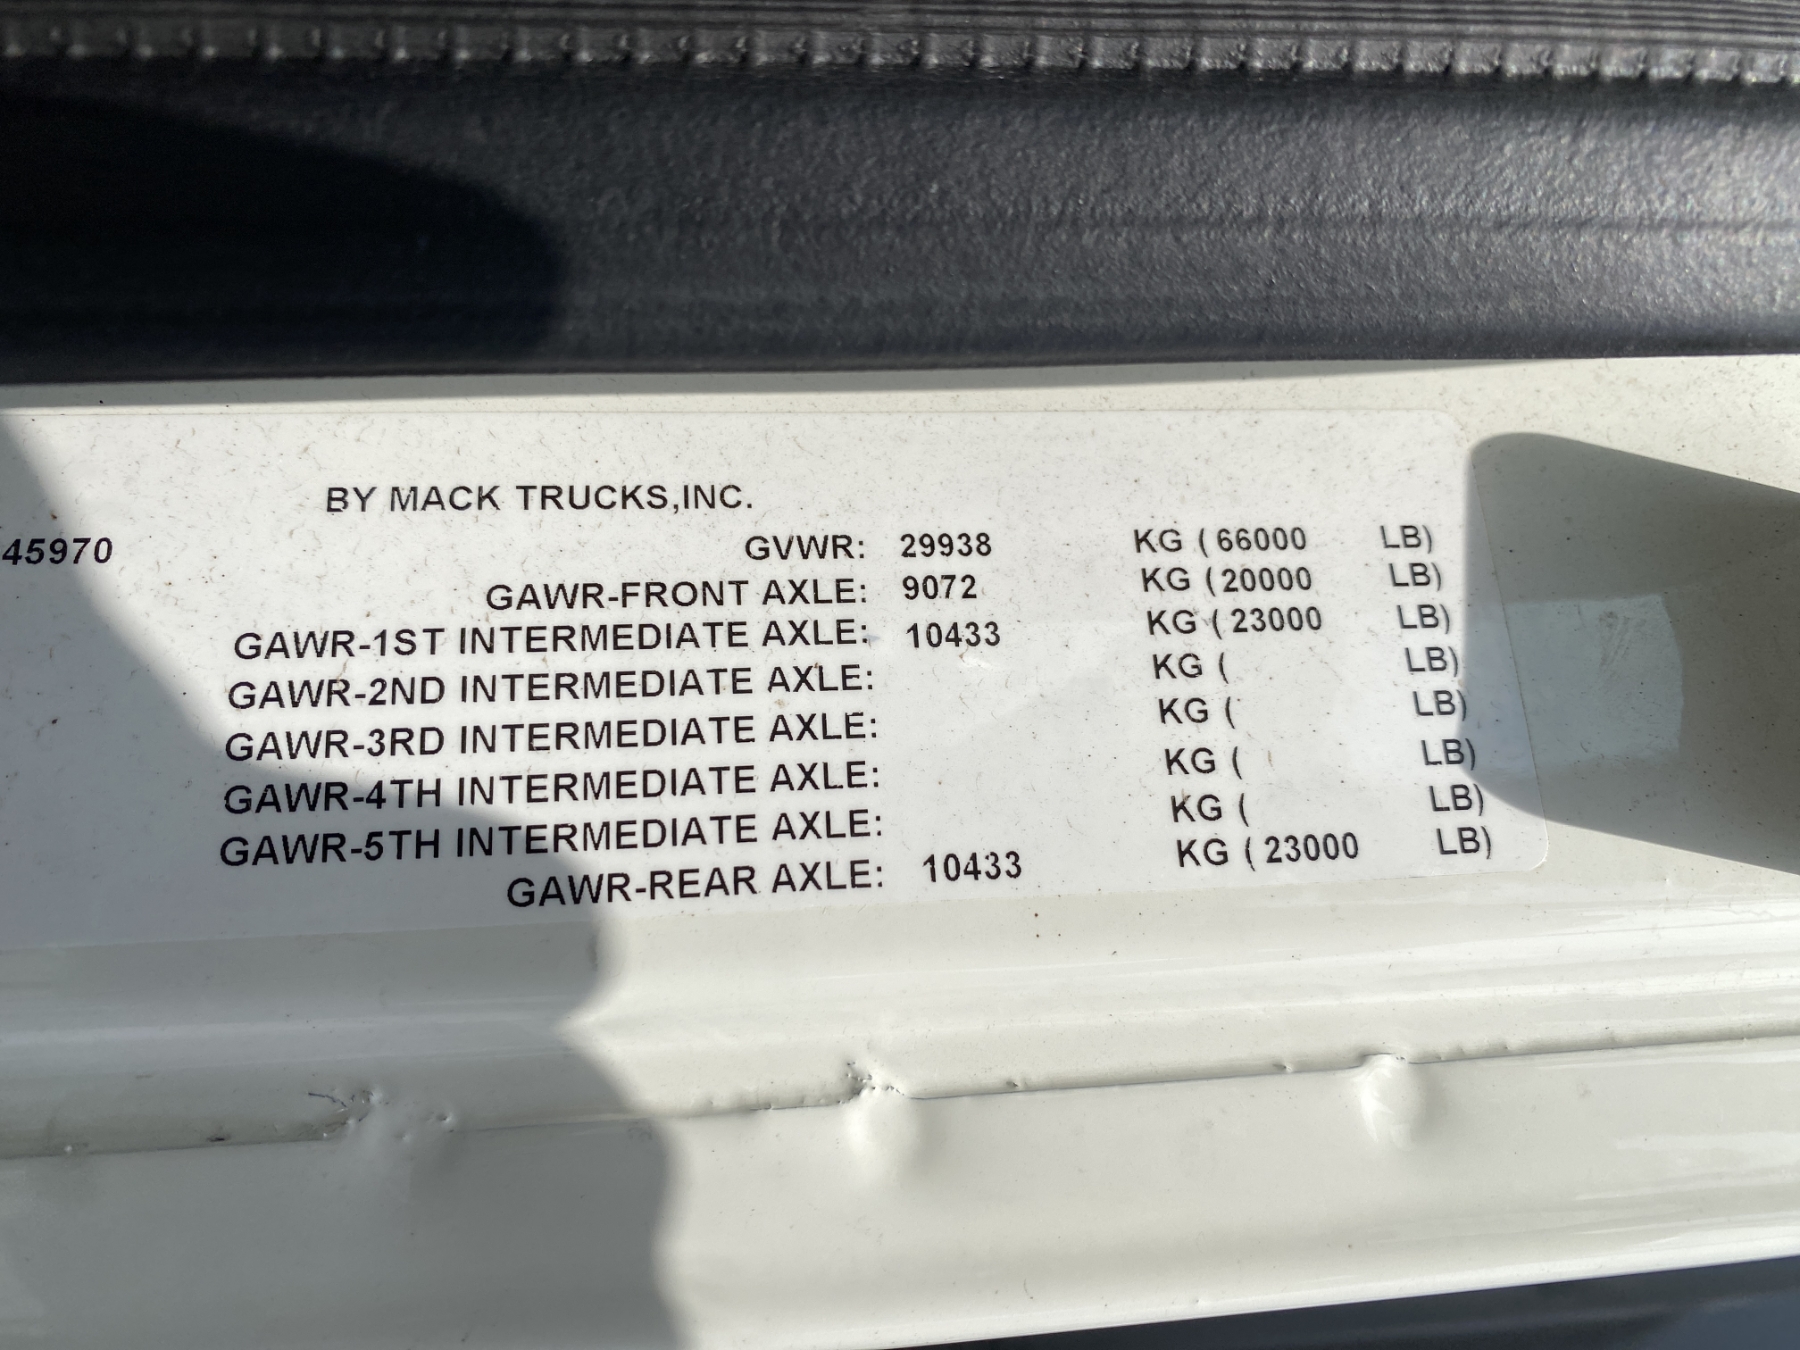 BY MACK TRUCKS,INC.
45970 GVWR: 29938 KG ( 66000 LB)
GAWR-FRONT AXLE: 9072 KG ( 20000 LB)
GAWR-1ST INTERMEDIATE AXLE: 10433 KG ( 23000 LB)
GAWR-2ND INTERMEDIATE AXLE: KG ( LB)
GAWR-3RD INTERMEDIATE AXLE: KG ( LB)
GAWR-4TH INTERMEDIATE AXLE: KG ( LB)
GAWR-5TH INTERMEDIATE AXLE: KG ( LB)
GAWR-REAR AXLE: 10433 KG ( 23000 LB)